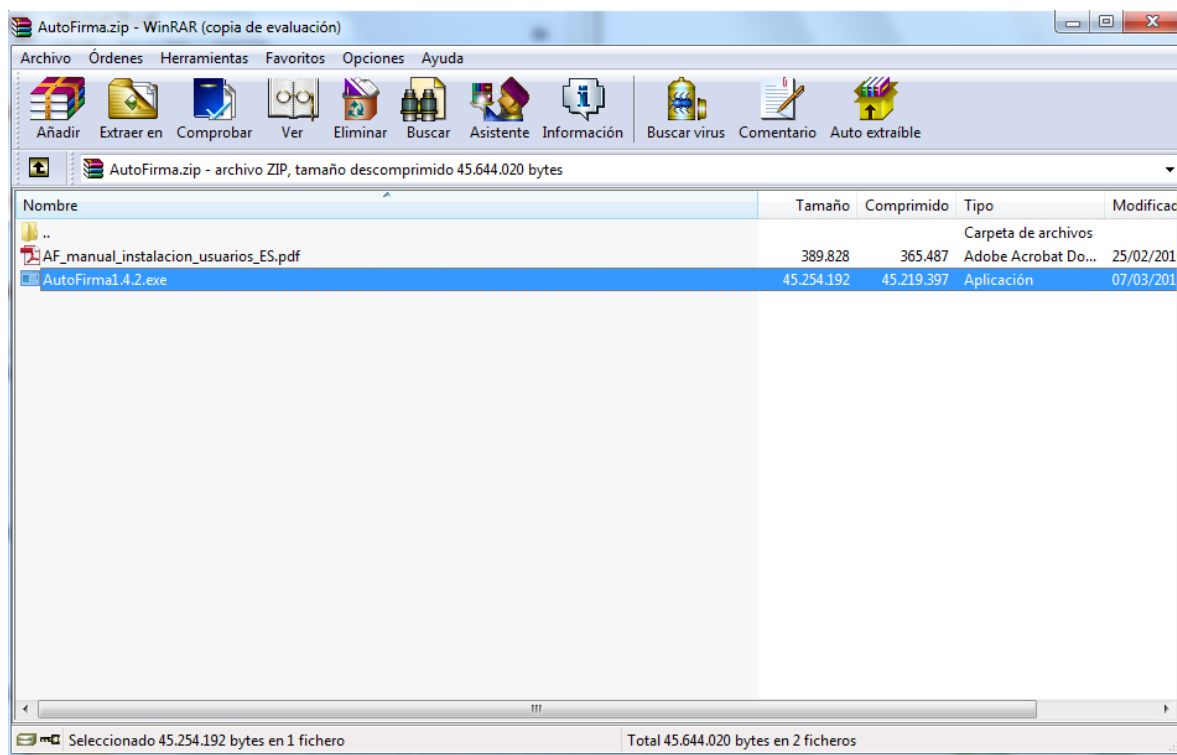 AutoFirma.zip - WinRAR (copia de evaluación)
Archivo Órdenes Herramientas Favoritos Opciones Ayuda
Añadir Extraer en Comprobar Ver Eliminar Buscar Asistente Información Buscar virus Comentario Auto extraíble
AutoFirma.zip - archivo ZIP, tamaño descomprimido 45.644.020 bytes
Nombre Tamaño Comprimido Tipo Modificac
.. Carpeta de archivos
AF_manual_instalacion_usuarios_ES.pdf 389.828 365.487 Adobe Acrobat Do... 25/02/201
AutoFirma1.4.2.exe 45.254.192 45.219.397 Aplicación 07/03/201
Seleccionado 45.254.192 bytes en 1 fichero Total 45.644.020 bytes en 2 ficheros